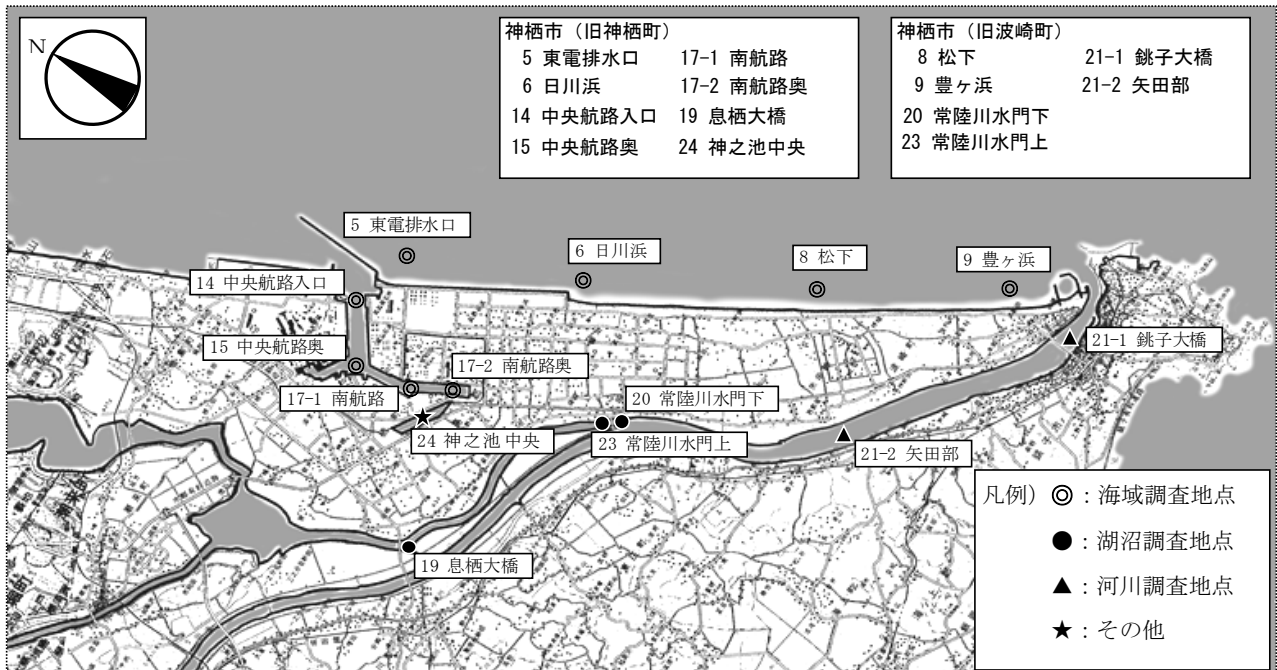 N
神栖市（旧神栖町）
5 東電排水口 17-1 南航路
6 日川浜 17-2 南航路奥
14 中央航路入口 19 息栖大橋
15 中央航路奥 24 神之池中央
神栖市（旧波崎町）
8 松下 21-1 銚子大橋
9 豊ヶ浜 21-2 矢田部
20 常陸川水門下
23 常陸川水門上
5 東電排水口
6 日川浜
8 松下
9 豊ヶ浜
14 中央航路入口
15 中央航路奥
17-2 南航路奥
17-1 南航路
20 常陸川水門下
21-1 銚子大橋
24 神之池 中央
23 常陸川水門上
21-2 矢田部
19 息栖大橋
凡例）◎：海域調査地点
●：湖沼調査地点
▲：河川調査地点
★：その他